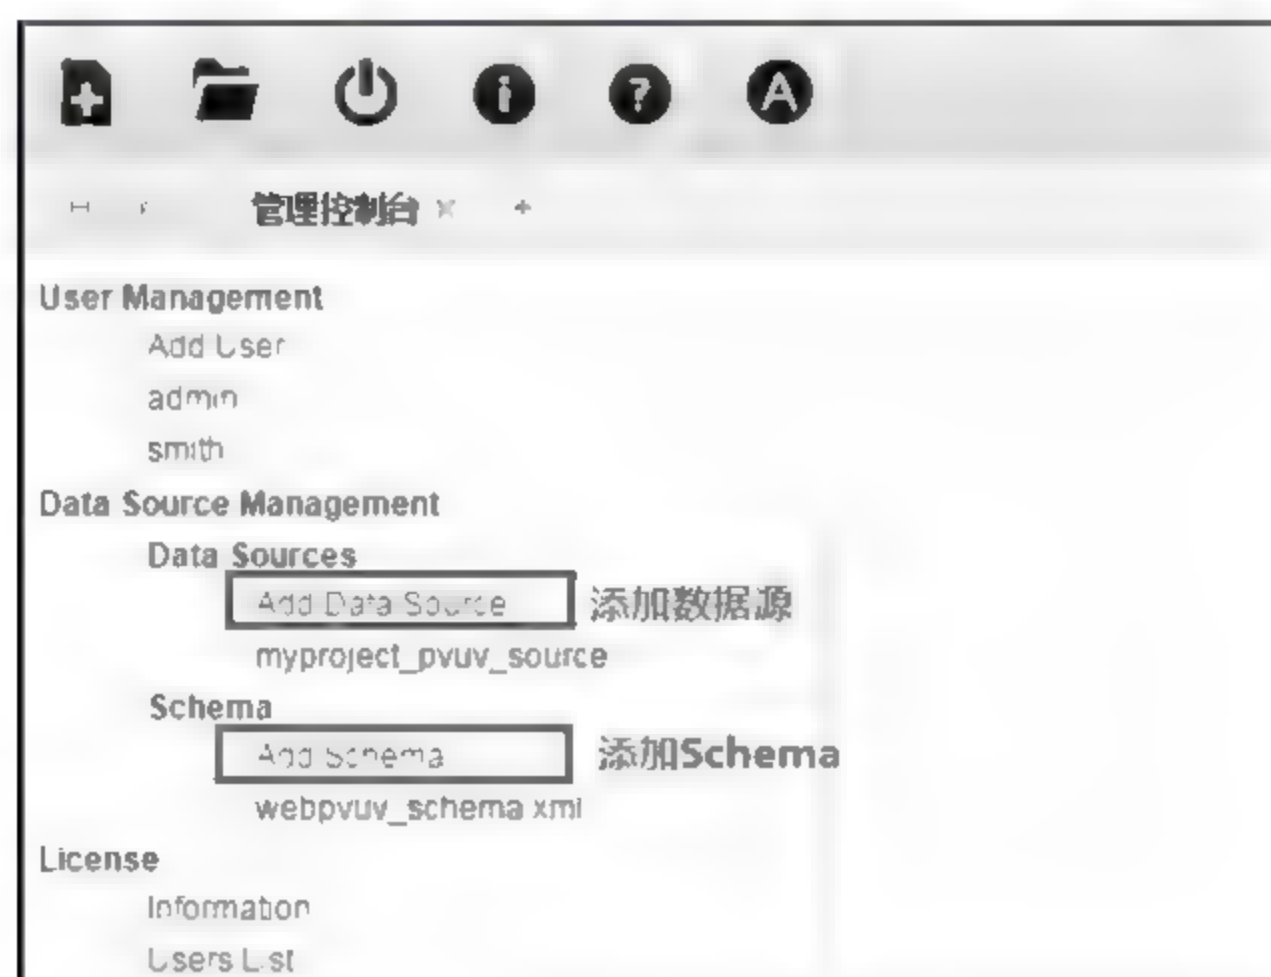 管理控制台 × +
User Management
Add User
admin
smith
Data Source Management
Data Sources
Add Data Source 添加数据源
myproject_pvuv_source
Schema
Add Schema 添加Schema
webpvuv_schema xml
License
Information
Users List